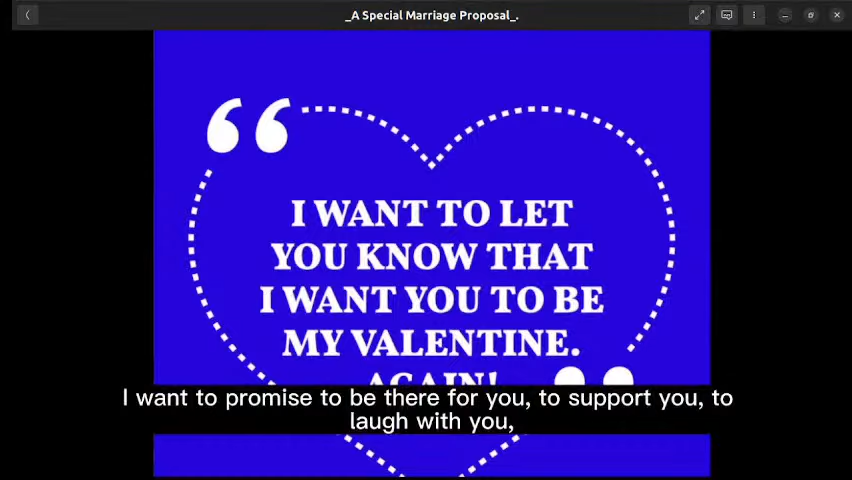 _A Special Marriage Proposal_.
“
I WANT TO LET
YOU KNOW THAT
I WANT YOU TO BE
MY VALENTINE.
AGAIN!
I want to promise to be there for you, to support you, to
laugh with you,